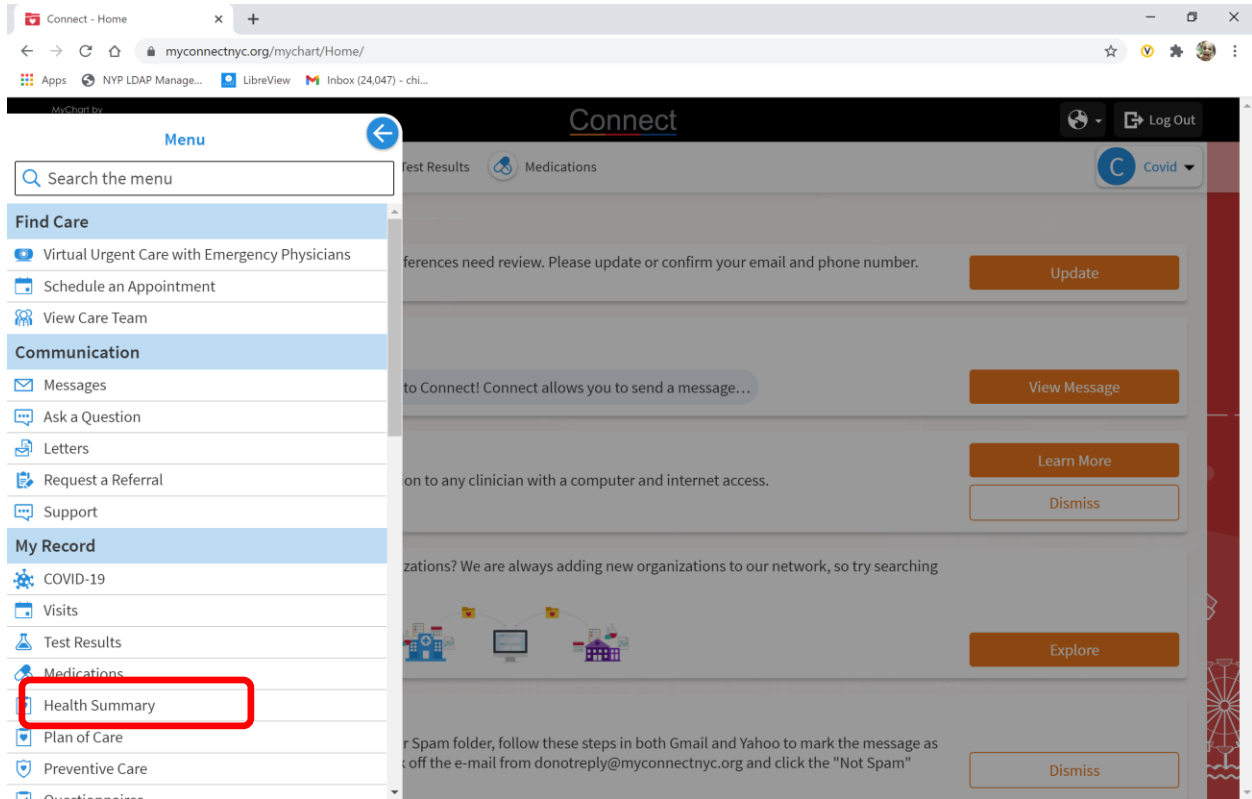 Connect - Home
myconnectnyc.org/mychart/Home/
Apps NYP LDAP Manage... LibreView Inbox (24,047) - chi...
MyChart by
Connect
Log Out
Menu
Test Results Medications
C Covid
Search the menu
Find Care
Virtual Urgent Care with Emergency Physicians
Schedule an Appointment
View Care Team
Communication
Messages
Ask a Question
Letters
Request a Referral
Support
My Record
COVID-19
Visits
Test Results
Medications
Health Summary
Plan of Care
Preventive Care
Questionnaires
ferences need review. Please update or confirm your email and phone number.
Update
to Connect! Connect allows you to send a message...
View Message
Learn More
on to any clinician with a computer and internet access.
Dismiss
zations? We are always adding new organizations to our network, so try searching
Explore
r Spam folder, follow these steps in both Gmail and Yahoo to mark the message as
off the e-mail from donotreply@myconnectnyc.org and click the "Not Spam"
Dismiss